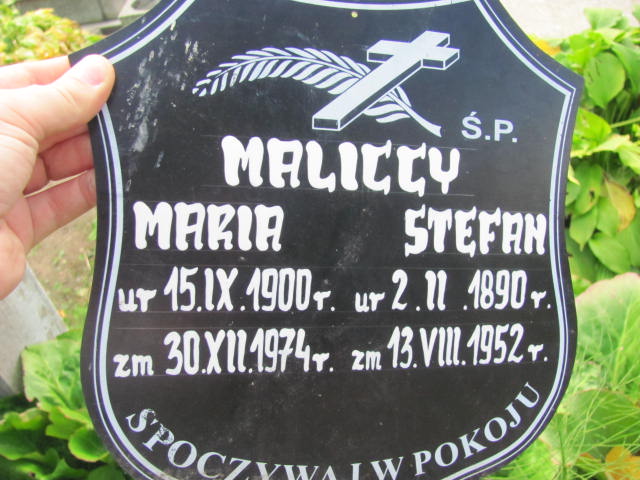 Ś.P.
MALICCY
MARIA STEFAN
ur 15.IX.1900 r. ur 2.II.1890 r.
zm 30.XII.1974 r. zm 13.VIII.1952 r.
SPOCZYWAJ W POKOJU